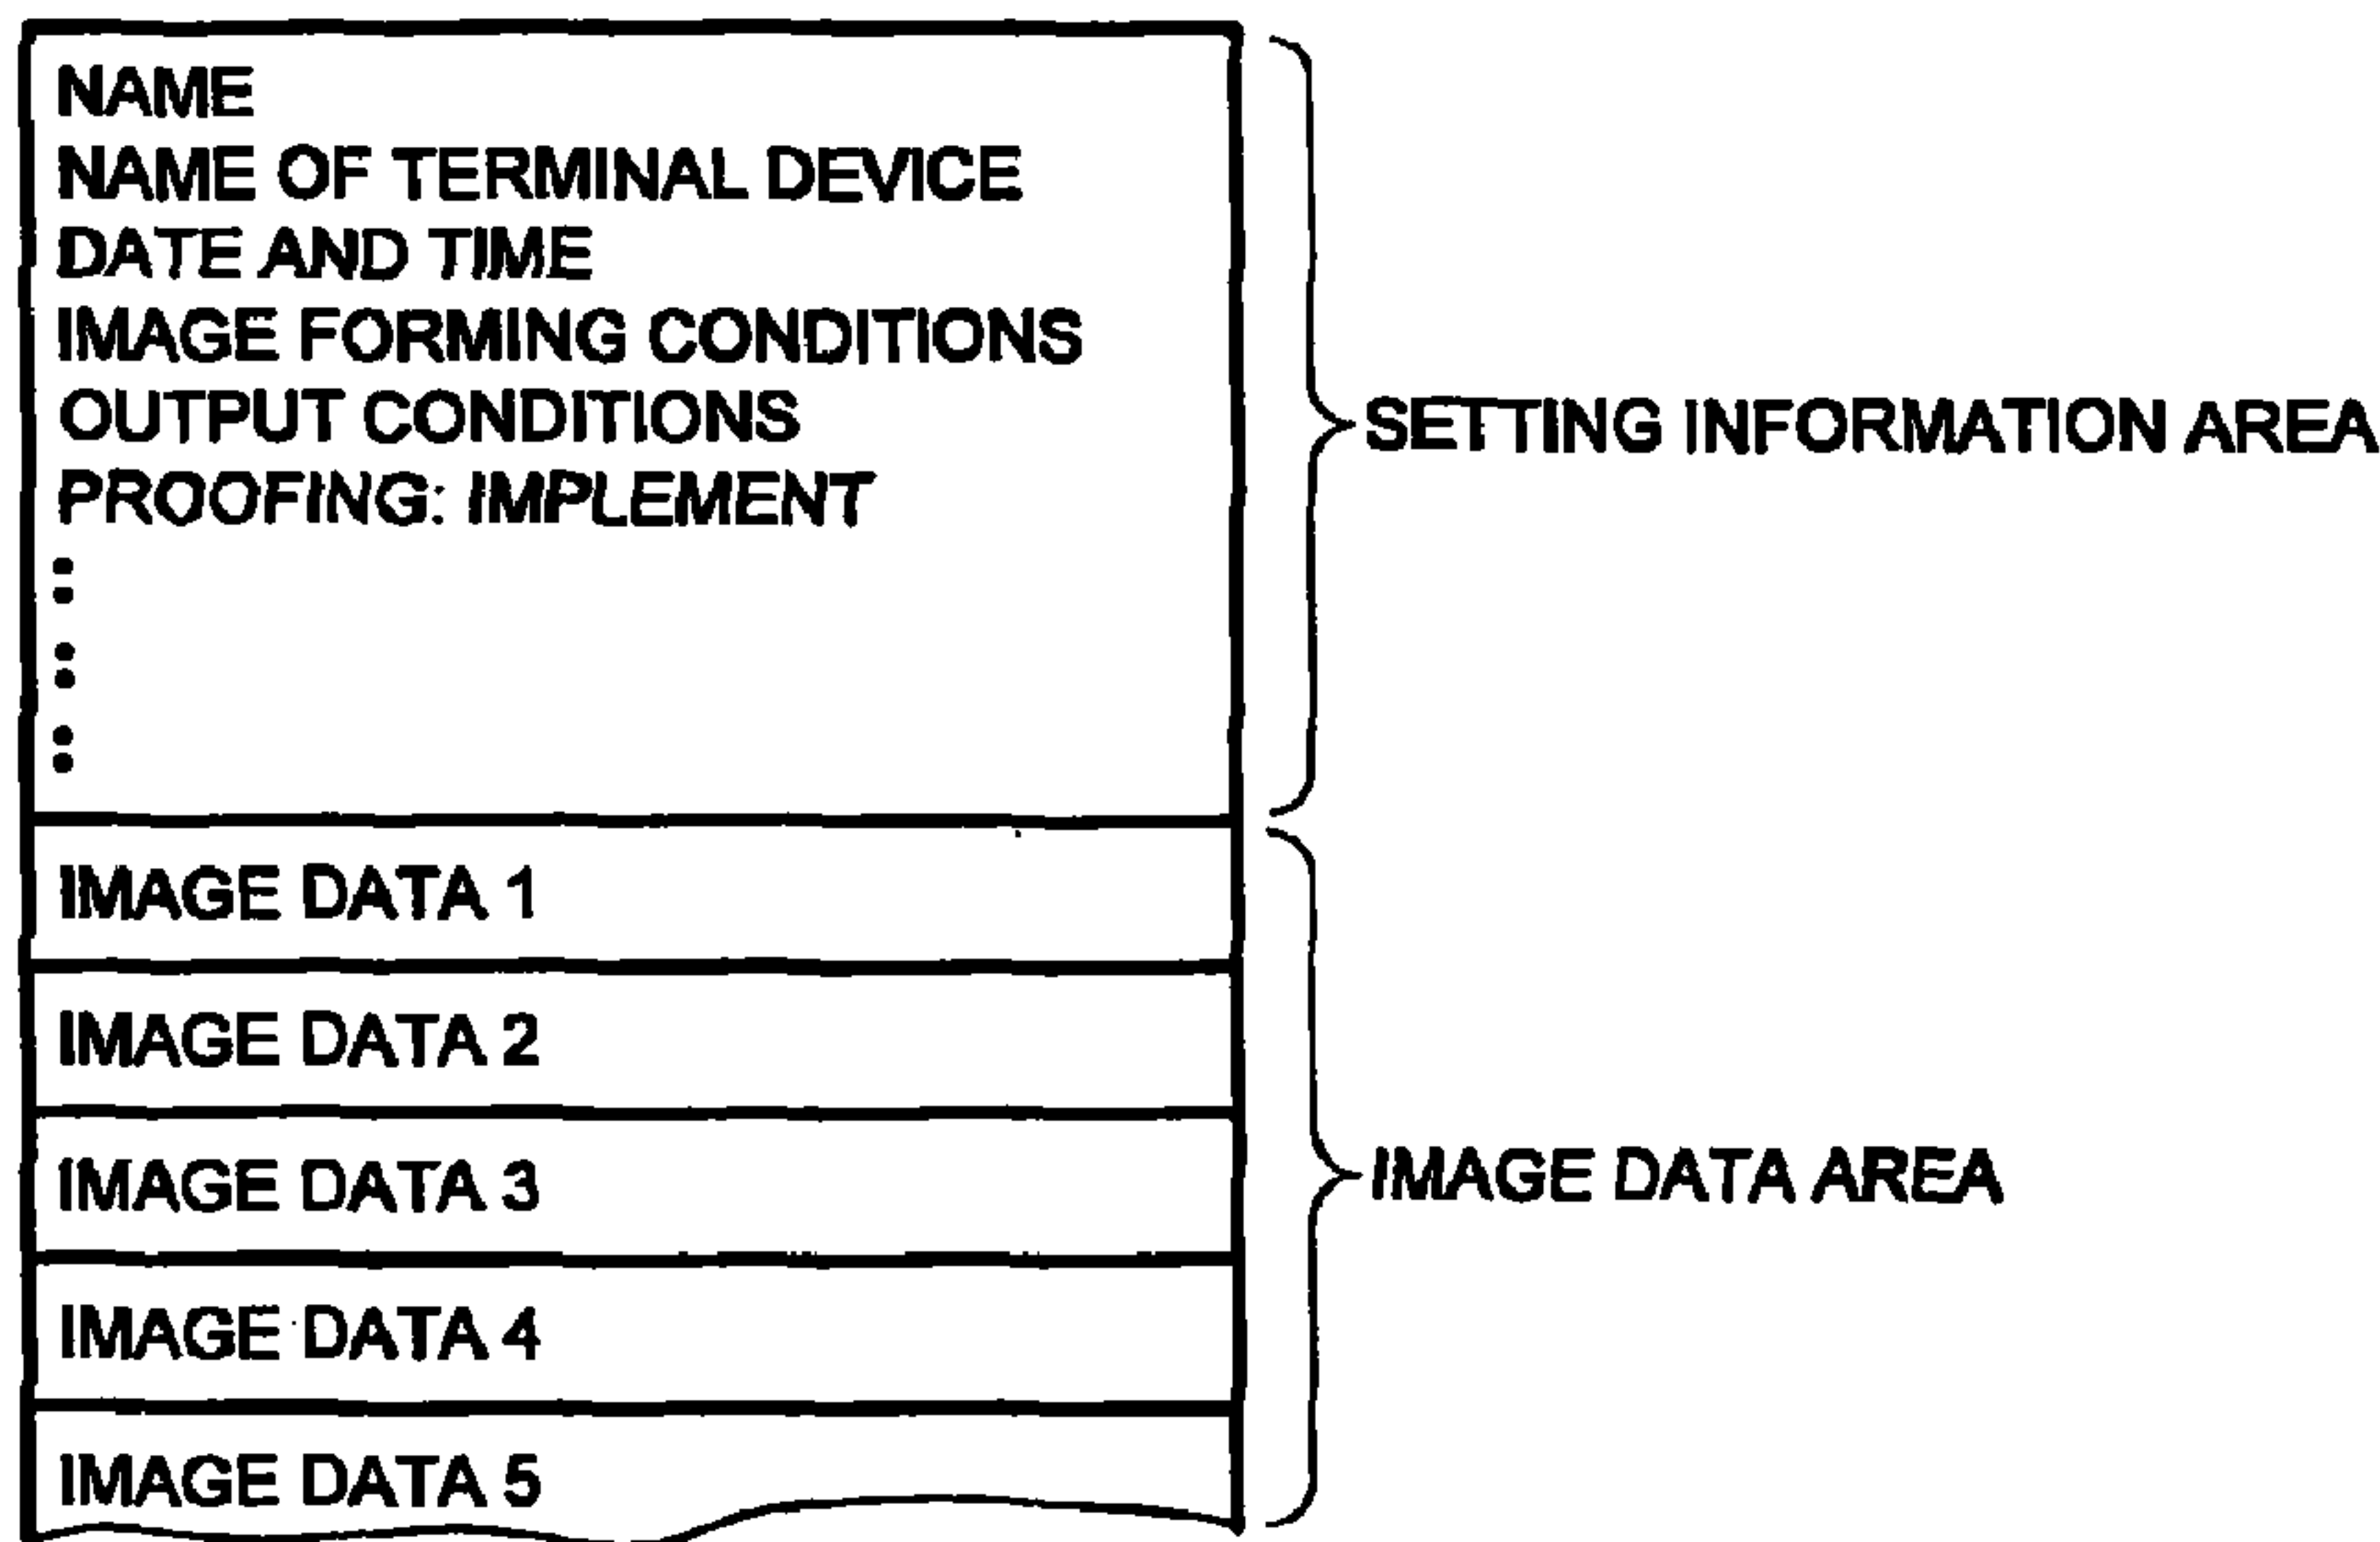 NAME
NAME OF TERMINAL DEVICE
DATE AND TIME
IMAGE FORMING CONDITIONS
OUTPUT CONDITIONS
PROOFING: IMPLEMENT
:
:
:
SETTING INFORMATION AREA
IMAGE DATA 1
IMAGE DATA 2
IMAGE DATA 3
IMAGE DATA 4
IMAGE DATA 5
IMAGE DATA AREA